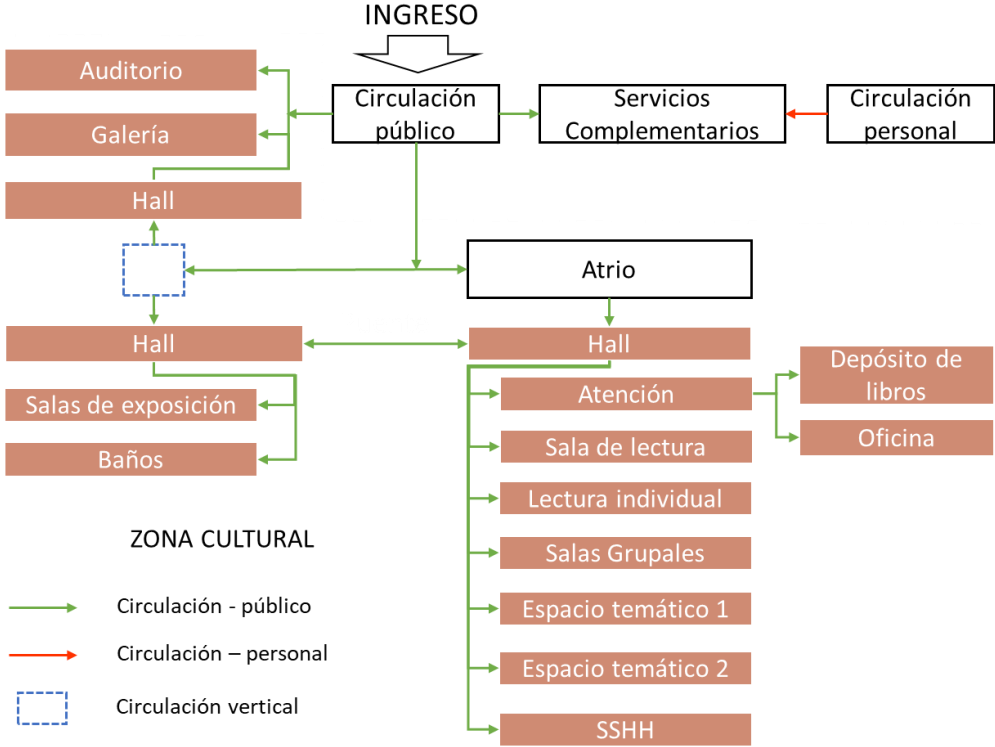 INGRESO
Auditorio
Galería
Hall
Circulación
público
Servicios
Complementarios
Circulación
personal
Atrio
Hall
Salas de exposición
Baños
Hall
Atención
Sala de lectura
Lectura individual
Salas Grupales
Espacio temático 1
Espacio temático 2
SSHH
Depósito de
libros
Oficina
ZONA CULTURAL
Circulación - público
Circulación – personal
Circulación vertical